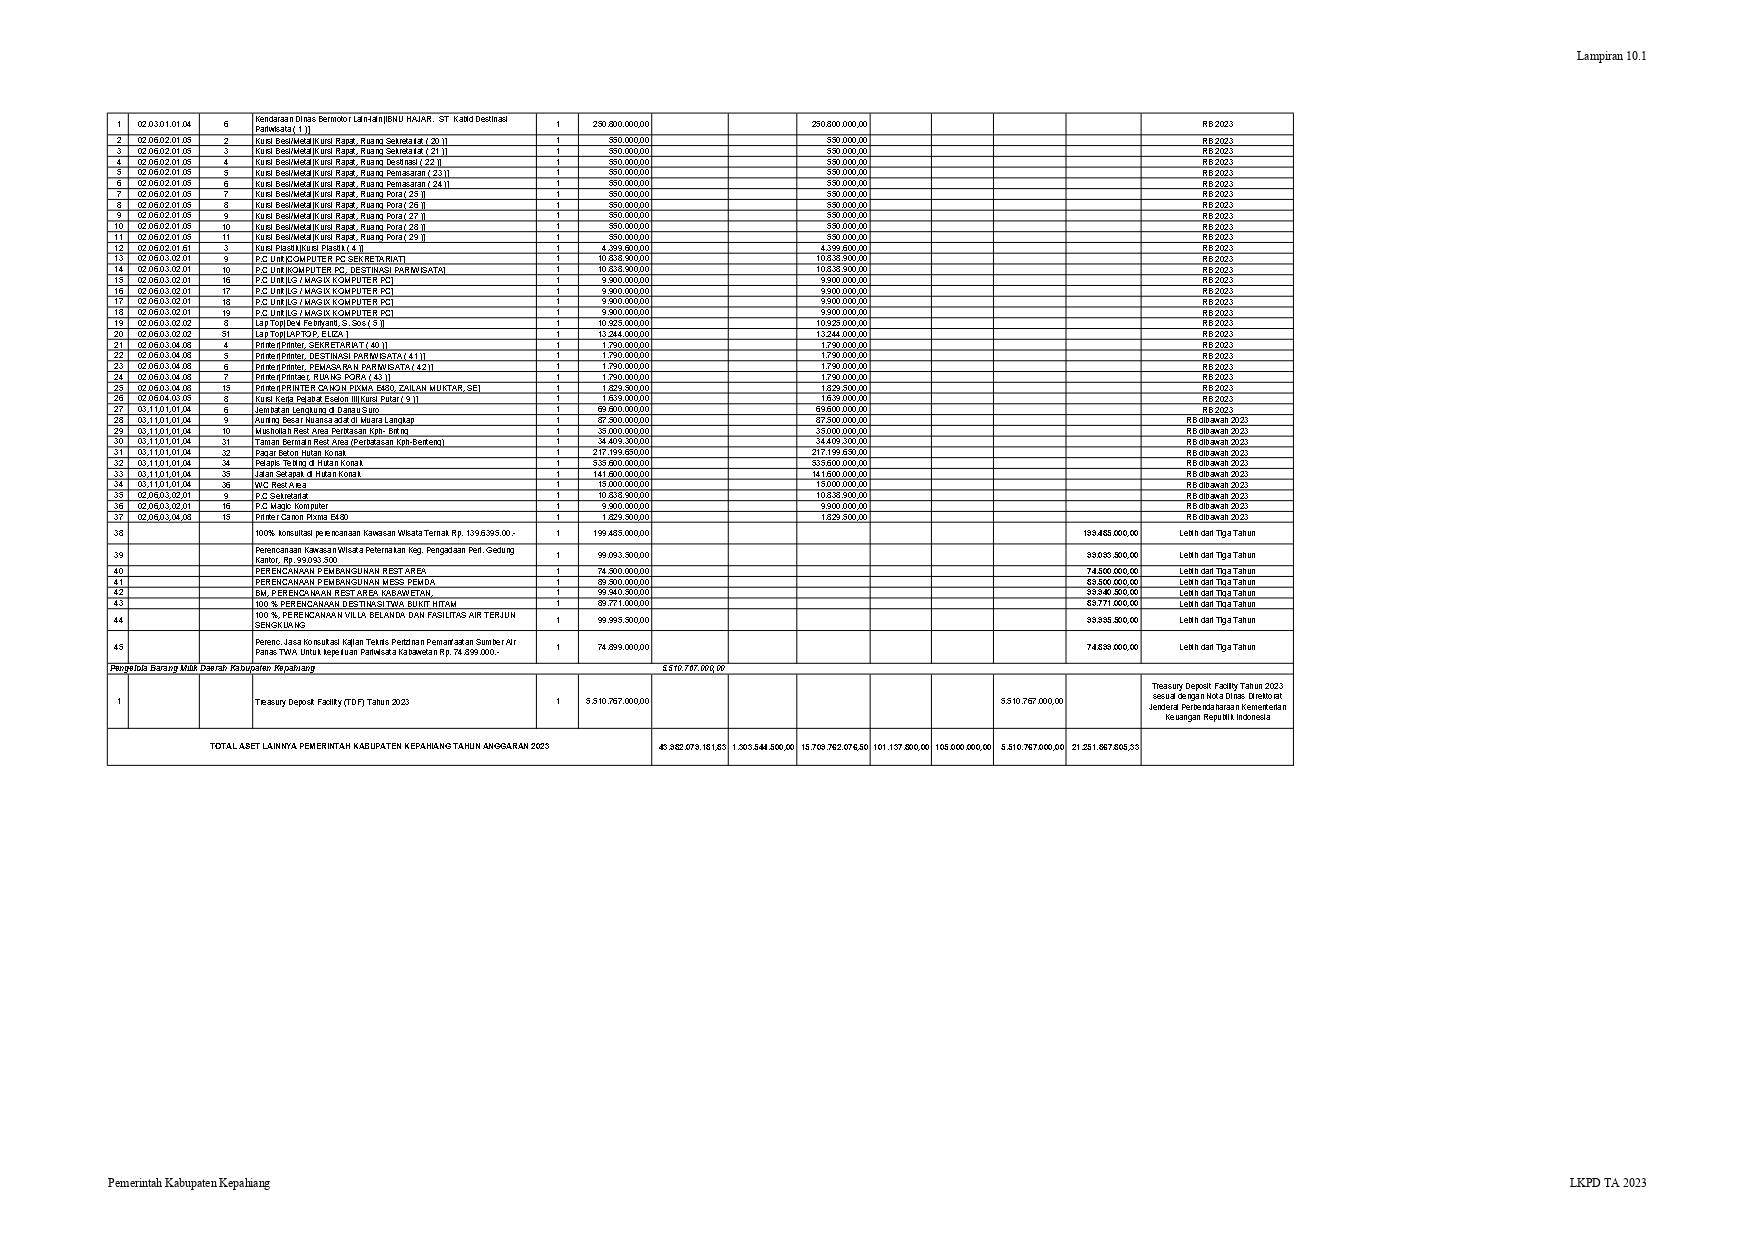 Lampiran 10.1
1 02.03.01.01.04 6 Kendaraan Dinas Bermotor Lain-lain[IBNU HAJAR. ST Kabid Destinasi Pariwisata ( 1 )] 1 250.800.000,00 250.800.000,00 RB 2023
2 02.06.02.01.05 2 Kursi Besi/Metal[Kursi Rapat, Ruang Sekretariat ( 20 )] 1 550.000,00 550.000,00 RB 2023
3 02.06.02.01.05 3 Kursi Besi/Metal[Kursi Rapat, Ruang Sekretariat ( 21 )] 1 550.000,00 550.000,00 RB 2023
4 02.06.02.01.05 4 Kursi Besi/Metal[Kursi Rapat, Ruang Destinasi ( 22 )] 1 550.000,00 550.000,00 RB 2023
5 02.06.02.01.05 5 Kursi Besi/Metal[Kursi Rapat, Ruang Pemasaran ( 23 )] 1 550.000,00 550.000,00 RB 2023
6 02.06.02.01.05 6 Kursi Besi/Metal[Kursi Rapat, Ruang Pemasaran ( 24 )] 1 550.000,00 550.000,00 RB 2023
7 02.06.02.01.05 7 Kursi Besi/Metal[Kursi Rapat, Ruang Pora ( 25 )] 1 550.000,00 550.000,00 RB 2023
8 02.06.02.01.05 8 Kursi Besi/Metal[Kursi Rapat, Ruang Pora ( 26 )] 1 550.000,00 550.000,00 RB 2023
9 02.06.02.01.05 9 Kursi Besi/Metal[Kursi Rapat, Ruang Pora ( 27 )] 1 550.000,00 550.000,00 RB 2023
10 02.06.02.01.05 10 Kursi Besi/Metal[Kursi Rapat, Ruang Pora ( 28 )] 1 550.000,00 550.000,00 RB 2023
11 02.06.02.01.05 11 Kursi Besi/Metal[Kursi Rapat, Ruang Pora ( 29 )] 1 550.000,00 550.000,00 RB 2023
12 02.06.02.01.61 3 Kursi Plastik[Kursi Plastik ( 4 )] 1 4.399.600,00 4.399.600,00 RB 2023
13 02.06.03.02.01 9 P.C Unit[COMPUTER PC SEKRETARIAT] 1 10.838.900,00 10.838.900,00 RB 2023
14 02.06.03.02.01 10 P.C Unit[KOMPUTER PC, DESTINASI PARIWISATA] 1 10.838.900,00 10.838.900,00 RB 2023
15 02.06.03.02.01 16 P.C Unit[LG / MAGIX KOMPUTER PC] 1 9.900.000,00 9.900.000,00 RB 2023
16 02.06.03.02.01 17 P.C Unit[LG / MAGIX KOMPUTER PC] 1 9.900.000,00 9.900.000,00 RB 2023
17 02.06.03.02.01 18 P.C Unit[LG / MAGIX KOMPUTER PC] 1 9.900.000,00 9.900.000,00 RB 2023
18 02.06.03.02.01 19 P.C Unit[LG / MAGIX KOMPUTER PC] 1 9.900.000,00 9.900.000,00 RB 2023
19 02.06.03.02.02 8 Lap Top[Devi Febriyanti, S. Sos ( 5 )] 1 10.925.000,00 10.925.000,00 RB 2023
20 02.06.03.02.02 51 Lap Top[LAPTOP, ELIZA ] 1 13.244.000,00 13.244.000,00 RB 2023
21 02.06.03.04.08 4 Printer[Printer, SEKRETARIAT ( 40 )] 1 1.790.000,00 1.790.000,00 RB 2023
22 02.06.03.04.08 5 Printer[Printer, DESTINASI PARIWISATA ( 41 )] 1 1.790.000,00 1.790.000,00 RB 2023
23 02.06.03.04.08 6 Printer[Printer, PEMASARAN PARIWISATA ( 42 )] 1 1.790.000,00 1.790.000,00 RB 2023
24 02.06.03.04.08 7 Printer[Printaer, RUANG PORA ( 43 )] 1 1.790.000,00 1.790.000,00 RB 2023
25 02.06.03.04.08 15 Printer[PRINTER CANON PIXMA E480, ZAILAN MUKTAR, SE] 1 1.829.500,00 1.829.500,00 RB 2023
26 02.06.04.03.05 8 Kursi Kerja Pejabat Eselon III[Kursi Putar ( 9 )] 1 1.639.000,00 1.639.000,00 RB 2023
27 03,11,01,01,04 6 Jembatan Lengkung di Danau Suro 1 69.600.000,00 69.600.000,00 RB 2023
28 03,11,01,01,04 9 Auning Besar Nuansa adat di Muara Langkap 1 87.500.000,00 87.500.000,00 RB dibawah 2023
29 03,11,01,01,04 10 Mushollah Rest Area Perbtasan Kph- Bntng 1 35.000.000,00 35.000.000,00 RB dibawah 2023
30 03,11,01,01,04 31 Taman Bermain Rest Area (Perbatasan Kph-Benteng) 1 34.409.300,00 34.409.300,00 RB dibawah 2023
31 03,11,01,01,04 32 Pagar Beton Hutan Konak 1 217.199.650,00 217.199.650,00 RB dibawah 2023
32 03,11,01,01,04 34 Pelapis Tebing di Hutan Konak 1 535.600.000,00 535.600.000,00 RB dibawah 2023
33 03,11,01,01,04 35 Jalan Setapak di Hutan Konak 1 141.600.000,00 141.600.000,00 RB dibawah 2023
34 03,11,01,01,04 36 WC Rest Area 1 15.000.000,00 15.000.000,00 RB dibawah 2023
35 02,06,03,02,01 9 P.C Sekretariat 1 10.838.900,00 10.838.900,00 RB dibawah 2023
36 02,06,03,02,01 16 P.C Magic Komputer 1 9.900.000,00 9.900.000,00 RB dibawah 2023
37 02,06,03,04,08 15 Printer Canon Pixma E480 1 1.829.500,00 1.829.500,00 RB dibawah 2023
38 100% konsultasi perencanaan Kawasan Wisata Ternak Rp. 139.6395.00.- 1 199.485.000,00 199.485.000,00 Lebih dari Tiga Tahun
39 Perencanaan Kawasan Wisata Peternakan Keg. Pengadaan Perl. Gedung Kantor, Rp. 99.093.500 1 99.093.500,00 99.093.500,00 Lebih dari Tiga Tahun
40 PERENCANAAN PEMBANGUNAN REST AREA 1 74.500.000,00 74.500.000,00 Lebih dari Tiga Tahun
41 PERENCANAAN PEMBANGUNAN MESS PEMDA 1 89.500.000,00 89.500.000,00 Lebih dari Tiga Tahun
42 BM, PERENCANAAN REST AREA KABAWETAN, 1 99.940.500,00 99.940.500,00 Lebih dari Tiga Tahun
43 100 % PERENCANAAN DESTINASI TWA BUKIT HITAM 1 89.771.000,00 89.771.000,00 Lebih dari Tiga Tahun
44 100 %, PERENCANAAN VILLA BELANDA DAN FASILITAS AIR TERJUN SENGKUANG 1 99.995.500,00 99.995.500,00 Lebih dari Tiga Tahun
45 Perenc. Jasa Konsultasi Kajian Teknis Perizinan Pemanfaatan Sumber Air Panas TWA Untuk keperluan Pariwisata Kabawetan Rp. 74.899.000.- 1 74.899.000,00 74.899.000,00 Lebih dari Tiga Tahun
Pengelola Barang Milik Daerah Kabupaten Kepahiang 5.510.767.000,00
1 Treasury Deposit Facility (TDF) Tahun 2023 1 5.510.767.000,00 5.510.767.000,00 Treasury Deposit Facility Tahun 2023 sesuai dengan Nota Dinas Direktorat Jenderal Perbendaharaan Kementerian Keuangan Republik Indonesia
TOTAL ASET LAINNYA PEMERINTAH KABUPATEN KEPAHIANG TAHUN ANGGARAN 2023 43.982.079.181,83 1.303.544.500,00 15.709.762.076,50 101.137.800,00 105.000.000,00 5.510.767.000,00 21.251.867.805,33
Pemerintah Kabupaten Kepahiang
LKPD TA 2023